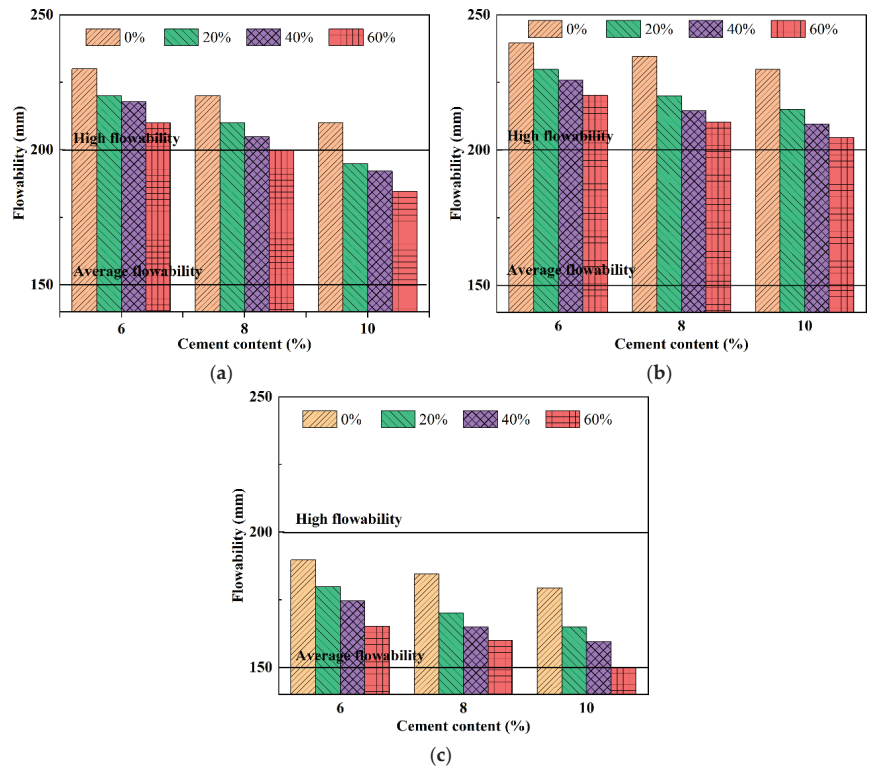 250
0% 20% 40% 60%
High flowability
200
Average flowability
150
6 8 10
Flowability (mm)
Cement content (%)
(a)
250
0% 20% 40% 60%
High flowability
200
Average flowability
150
6 8 10
Flowability (mm)
Cement content (%)
(b)
250
0% 20% 40% 60%
High flowability
200
Average flowability
150
6 8 10
Flowability (mm)
Cement content (%)
(c)